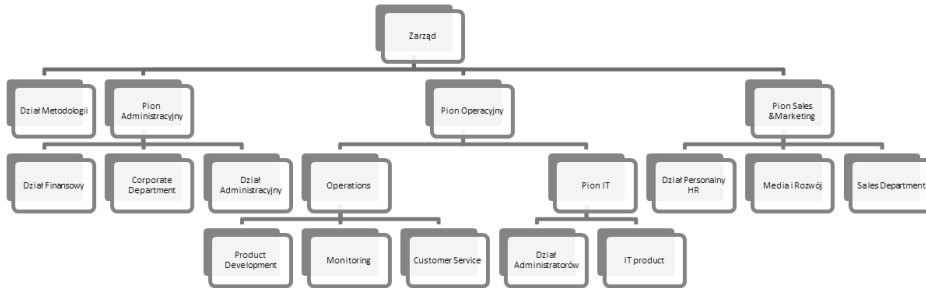 Zarząd
Dział Metodologii
Pion
Administracyjny
Pion Operacyjny
Pion Sales
&Marketing
Dział Finansowy
Corporate
Department
Dział
Administracyjny
Operations
Pion IT
Dział Personalny
HR
Media i Rozwój
Sales Department
Product
Development
Monitoring
Customer Service
Dział
Administratorów
IT product